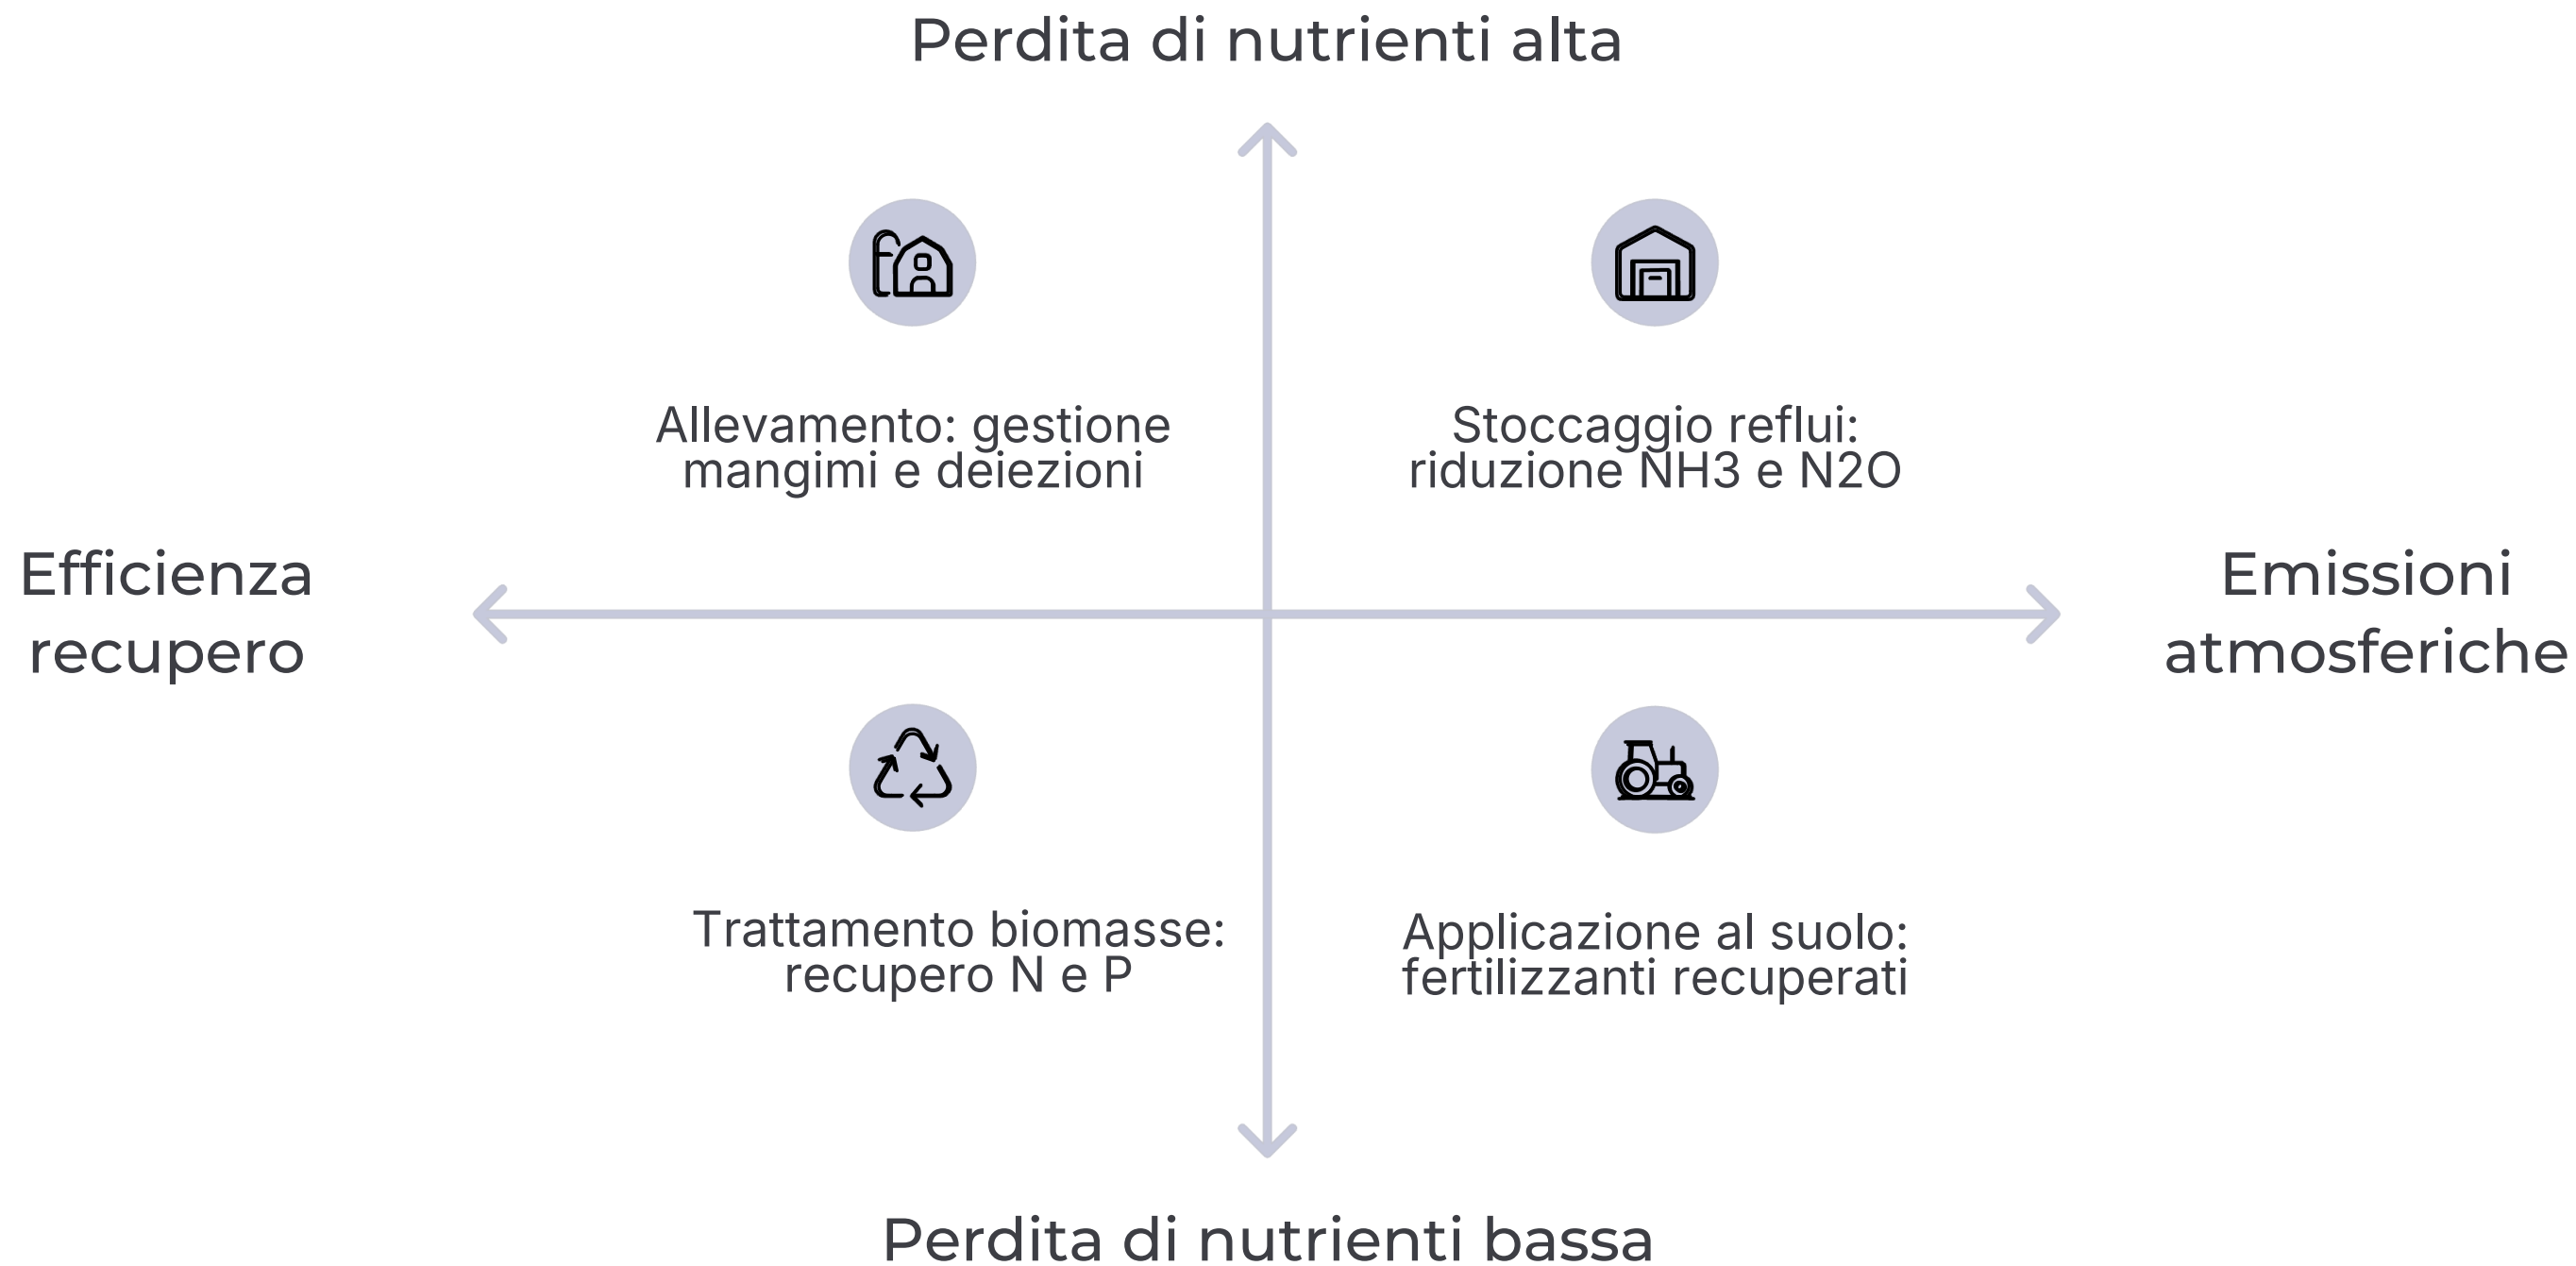 Perdita di nutrienti alta
Allevamento: gestione
mangimi e deiezioni
Stoccaggio reflui:
riduzione NH3 e N2O
Efficienza
recupero
Emissioni
atmosferiche
Trattamento biomasse:
recupero N e P
Applicazione al suolo:
fertilizzanti recuperati
Perdita di nutrienti bassa